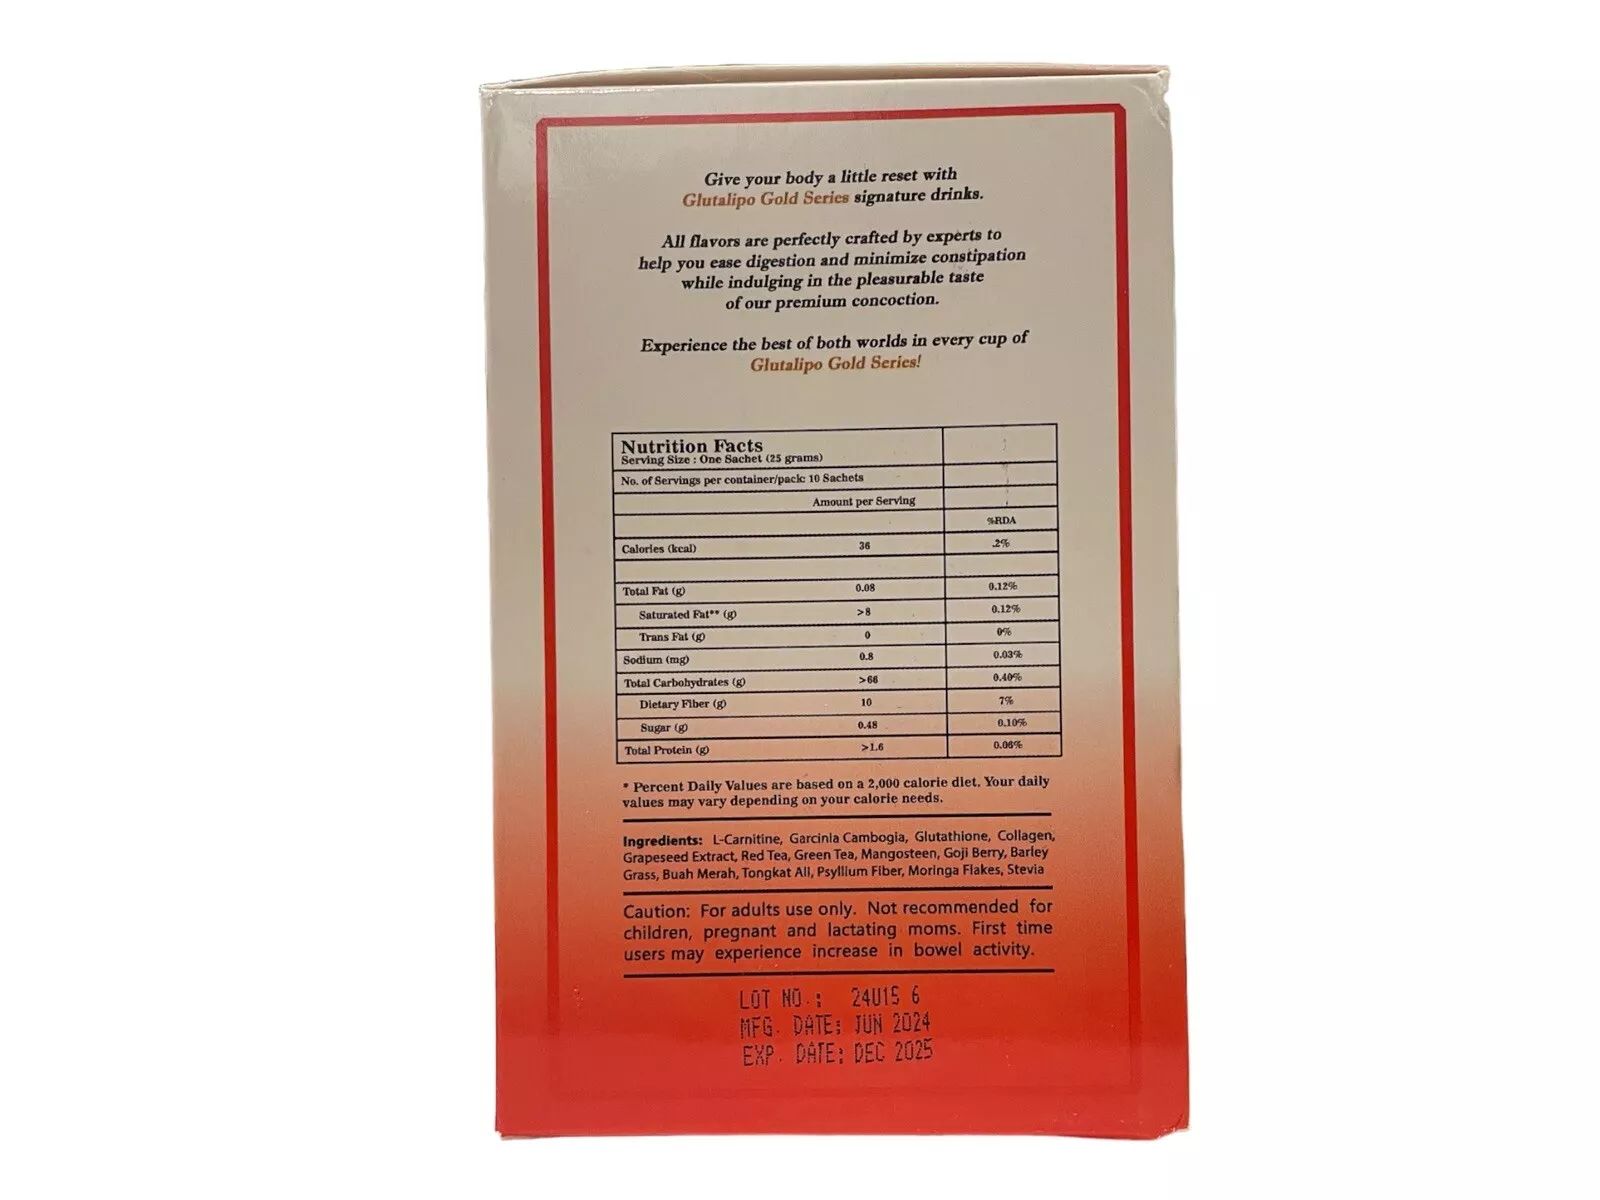 Give your body a little reset with
Glutalipo Gold Series signature drinks.
All flavors are perfectly crafted by experts to
help you ease digestion and minimize constipation
while indulging in the pleasurable taste
of our premium concoction.
Experience the best of both worlds in every cup of
Glutalipo Gold Series!
Nutrition Facts
Serving Size : One Sachet (25 grams)
No. of Servings per container/pack: 10 Sachets
Amount per Serving
%RDA
Calories (kcal) 36 .2%
Total Fat (g) 0.08 0.12%
Saturated Fat** (g) >8 0.12%
Trans Fat (g) 0 0%
Sodium (mg) 0.8 0.03%
Total Carbohydrates (g) >66 0.40%
Dietary Fiber (g) 10 7%
Sugar (g) 0.48 0.10%
Total Protein (g) >1.6 0.06%
* Percent Daily Values are based on a 2,000 calorie diet. Your daily
values may vary depending on your calorie needs.
Ingredients: L-Carnitine, Garcinia Cambogia, Glutathione, Collagen,
Grapeseed Extract, Red Tea, Green Tea, Mangosteen, Goji Berry, Barley
Grass, Buah Merah, Tongkat Ali, Psyllium Fiber, Moringa Flakes, Stevia
Caution: For adults use only. Not recommended for
children, pregnant and lactating moms. First time
users may experience increase in bowel activity.
LOT NO.: 24U15 6
MFG. DATE: JUN 2024
EXP. DATE: DEC 2025